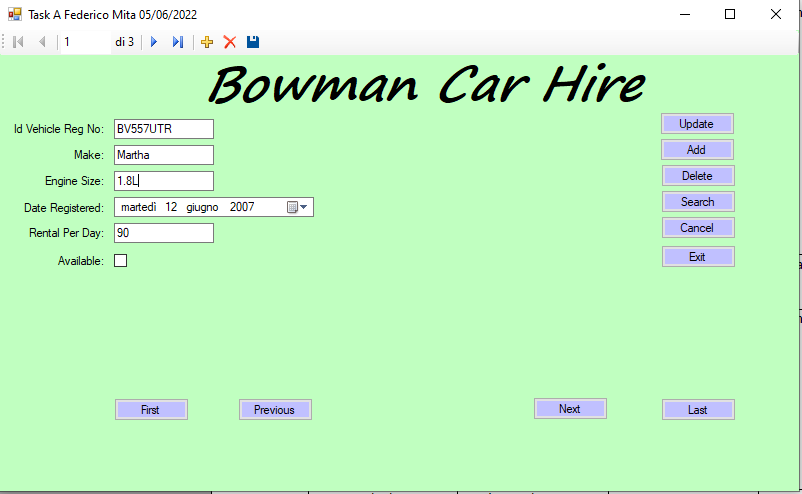 Task A Federico Mita 05/06/2022
1 di 3
Bowman Car Hire
Id Vehicle Reg No: BV557UTR
Update
Make: Martha
Add
Engine Size: 1.8L
Delete
Date Registered: martedì 12 giugno 2007
Search
Rental Per Day: 90
Cancel
Available:
Exit
First Previous Next Last